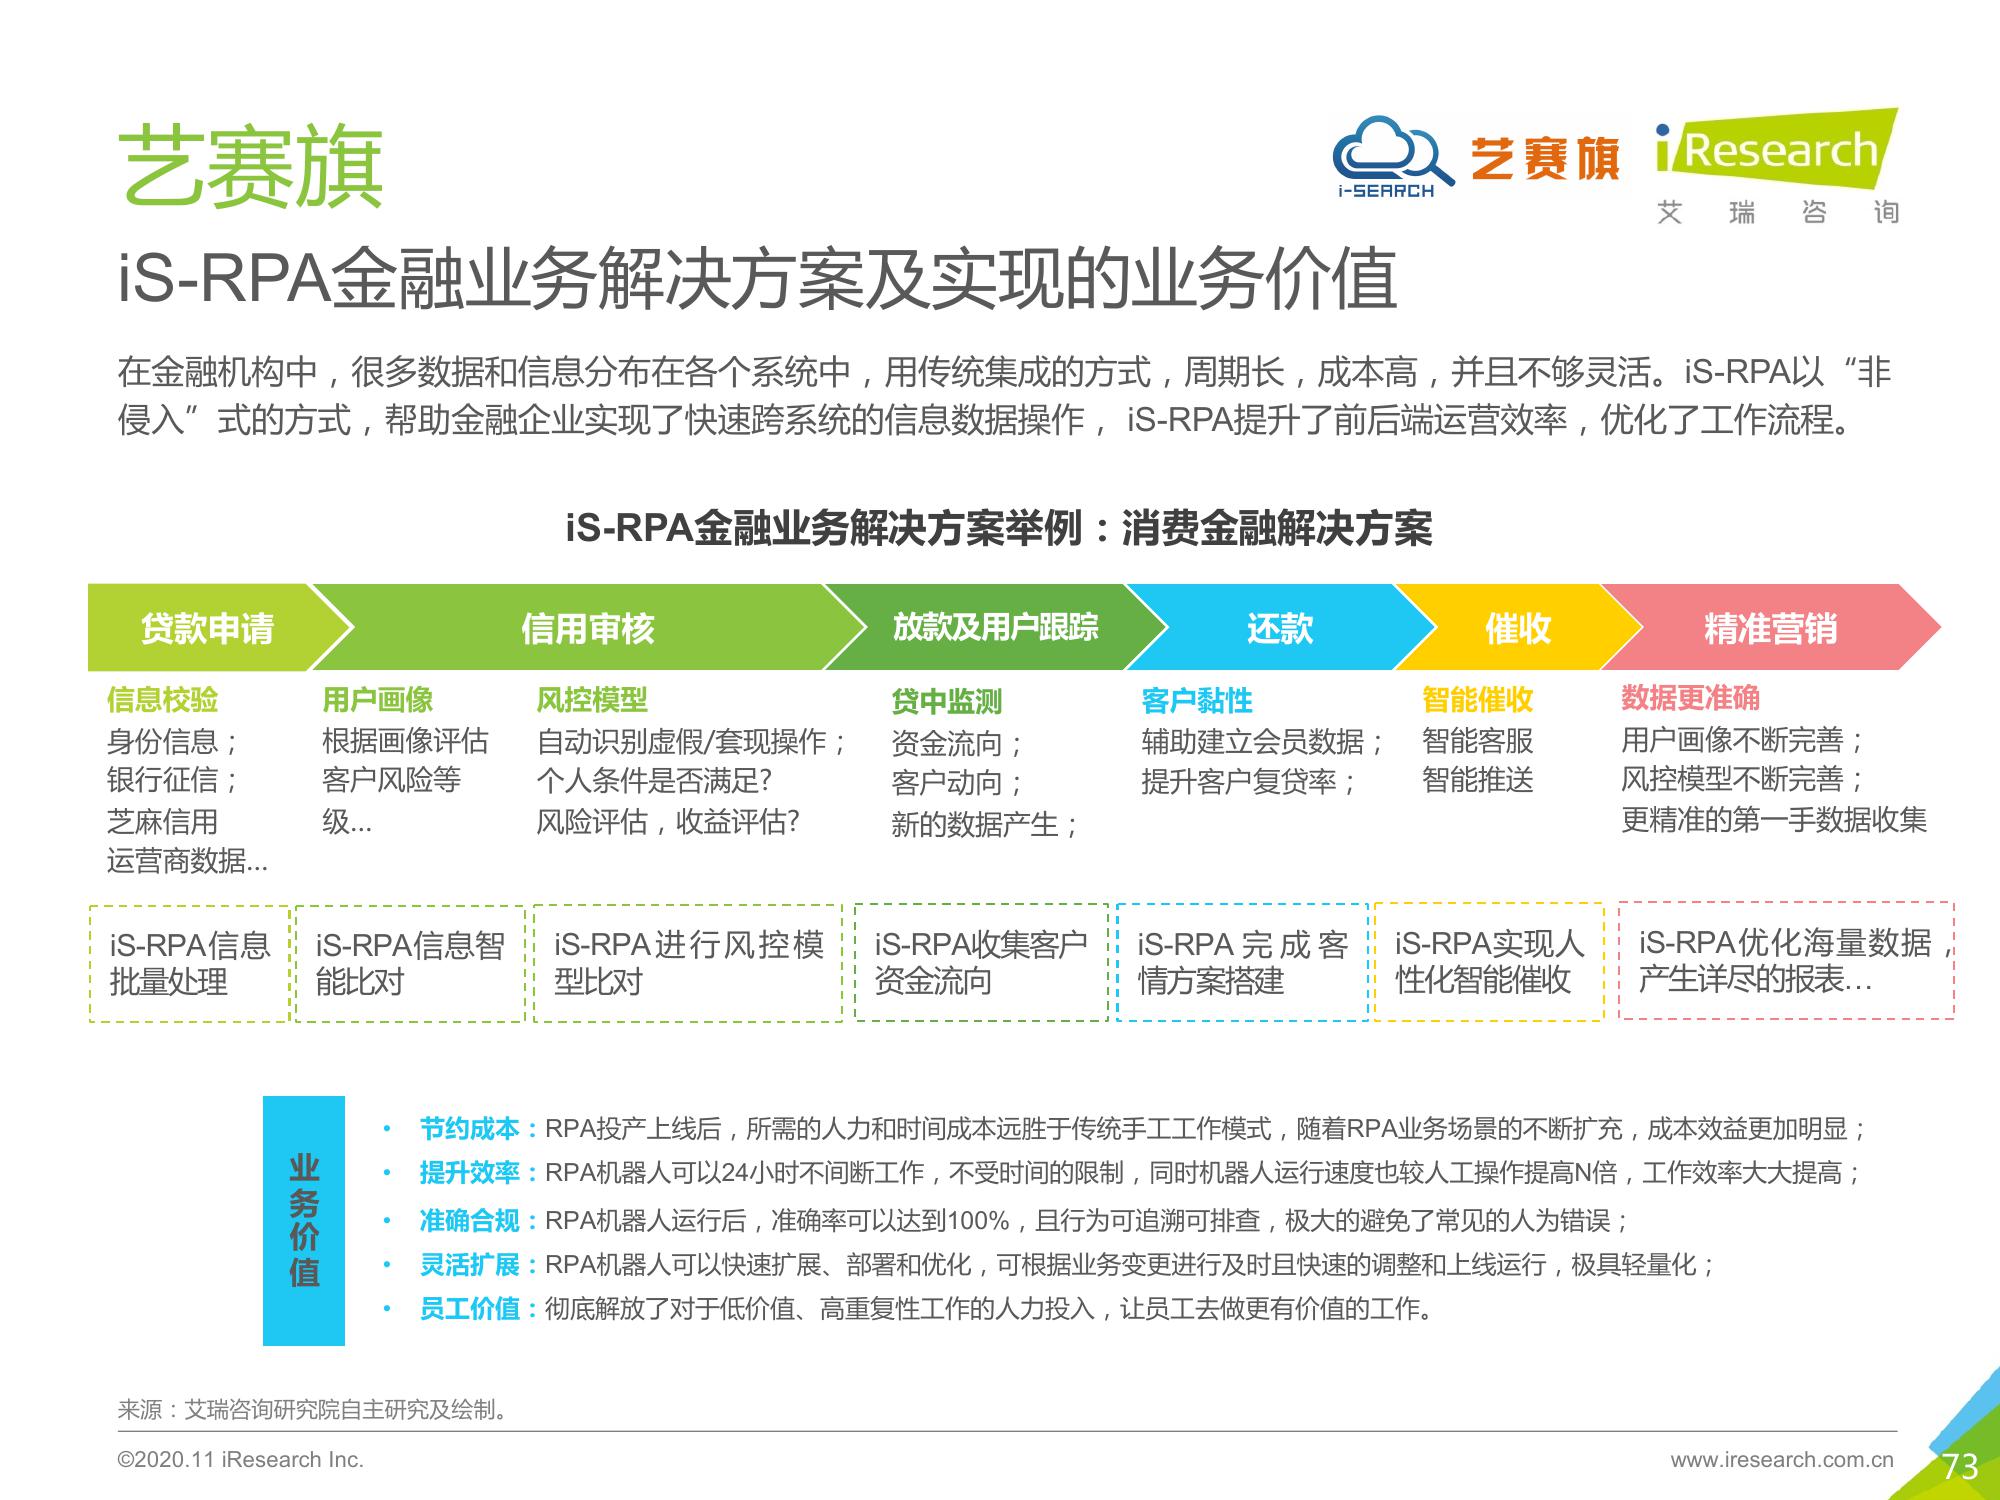 艺赛旗
i-SEARCH
艺赛旗
iResearch
艾瑞咨询
iS-RPA金融业务解决方案及实现的业务价值
在金融机构中，很多数据和信息分布在各个系统中，用传统集成的方式，周期长，成本高，并且不够灵活。iS-RPA以“非
侵入”式的方式，帮助金融企业实现了快速跨系统的信息数据操作， iS-RPA提升了前后端运营效率，优化了工作流程。
iS-RPA金融业务解决方案举例：消费金融解决方案
贷款申请
信用审核
放款及用户跟踪
还款
催收
精准营销
信息校验
身份信息；
银行征信；
芝麻信用
运营商数据...
用户画像
根据画像评估
客户风险等
级...
风控模型
自动识别虚假/套现操作；
个人条件是否满足?
风险评估，收益评估?
贷中监测
资金流向；
客户动向；
新的数据产生；
客户黏性
辅助建立会员数据；
提升客户复贷率；
智能催收
智能客服
智能推送
数据更准确
用户画像不断完善；
风控模型不断完善；
更精准的第一手数据收集
iS-RPA信息
批量处理
iS-RPA信息智
能比对
iS-RPA进行风控模
型比对
iS-RPA收集客户
资金流向
iS-RPA完成客
情方案搭建
iS-RPA实现人
性化智能催收
iS-RPA优化海量数据，
产生详尽的报表...
业务价值
• 节约成本：RPA投产上线后，所需的人力和时间成本远胜于传统手工工作模式，随着RPA业务场景的不断扩充，成本效益更加明显；
• 提升效率：RPA机器人可以24小时不间断工作，不受时间的限制，同时机器人运行速度也较人工操作提高N倍，工作效率大大提高；
• 准确合规：RPA机器人运行后，准确率可以达到100%，且行为可追溯可排查，极大的避免了常见的人为错误；
• 灵活扩展：RPA机器人可以快速扩展、部署和优化，可根据业务变更进行及时且快速的调整和上线运行，极具轻量化；
• 员工价值：彻底解放了对于低价值、高重复性工作的人力投入，让员工去做更有价值的工作。
来源：艾瑞咨询研究院自主研究及绘制。
©2020.11 iResearch Inc.
www.iresearch.com.cn
73